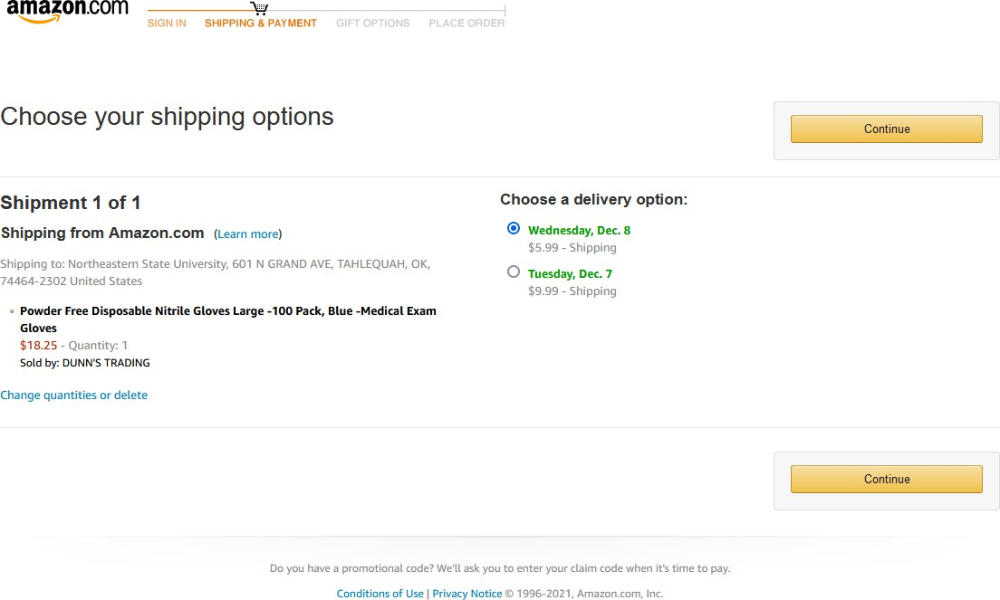 amazon.com
SIGN IN SHIPPING & PAYMENT GIFT OPTIONS PLACE ORDER
Choose your shipping options
Continue
Shipment 1 of 1
Shipping from Amazon.com (Learn more)
Shipping to: Northeastern State University, 601 N GRAND AVE, TAHLEQUAH, OK,
74464-2302 United States
• Powder Free Disposable Nitrile Gloves Large -100 Pack, Blue -Medical Exam
Gloves
$18.25 - Quantity: 1
Sold by: DUNN'S TRADING
Change quantities or delete
Choose a delivery option:
Wednesday, Dec. 8
$5.99 - Shipping
Tuesday, Dec. 7
$9.99 - Shipping
Continue
Do you have a promotional code? We'll ask you to enter your claim code when it's time to pay.
Conditions of Use | Privacy Notice © 1996-2021, Amazon.com, Inc.